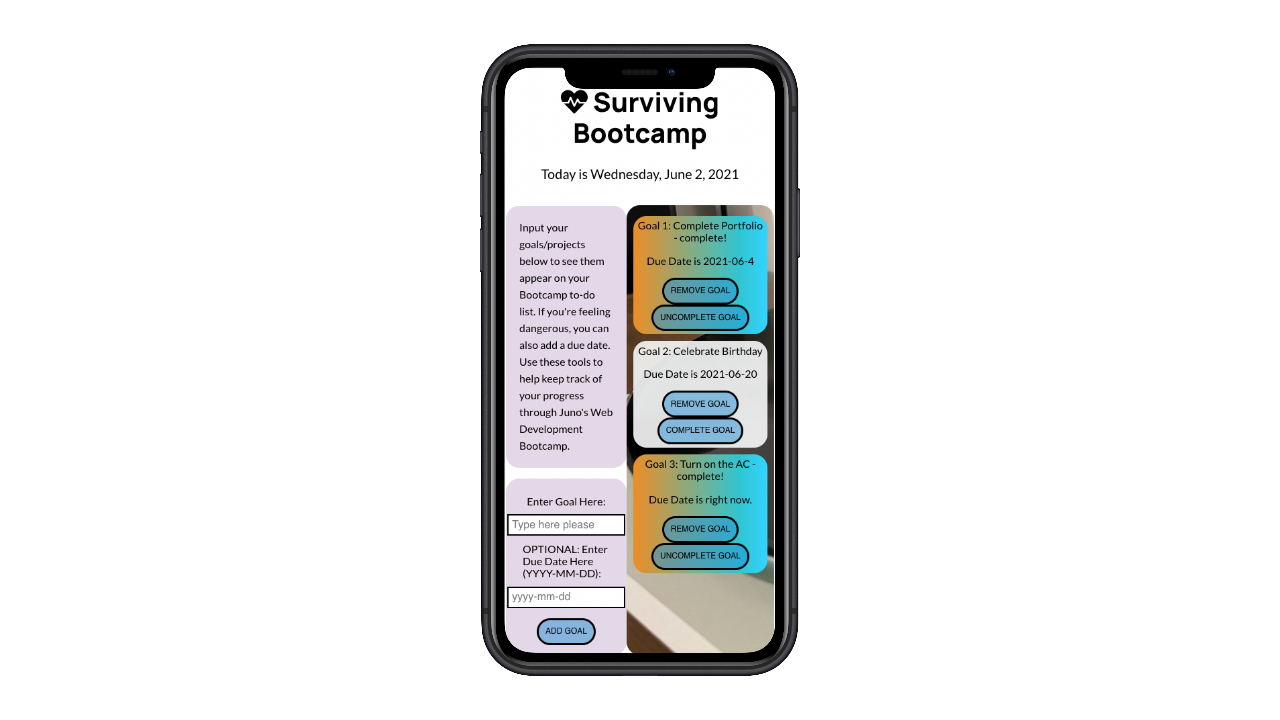 Surviving
Bootcamp
Today is Wednesday, June 2, 2021
Input your
goals/projects
below to see them
appear on your
Bootcamp to-do
list. If you're feeling
dangerous, you can
also add a due date.
Use these tools to
help keep track of
your progress
through Juno's Web
Development
Bootcamp.
Enter Goal Here:
Type here please
OPTIONAL: Enter
Due Date Here
(YYYY-MM-DD):
yyyy-mm-dd
ADD GOAL
Goal 1: Complete Portfolio
- complete!
Due Date is 2021-06-4
REMOVE GOAL
UNCOMPLETE GOAL
Goal 2: Celebrate Birthday
Due Date is 2021-06-20
REMOVE GOAL
COMPLETE GOAL
Goal 3: Turn on the AC -
complete!
Due Date is right now.
REMOVE GOAL
UNCOMPLETE GOAL